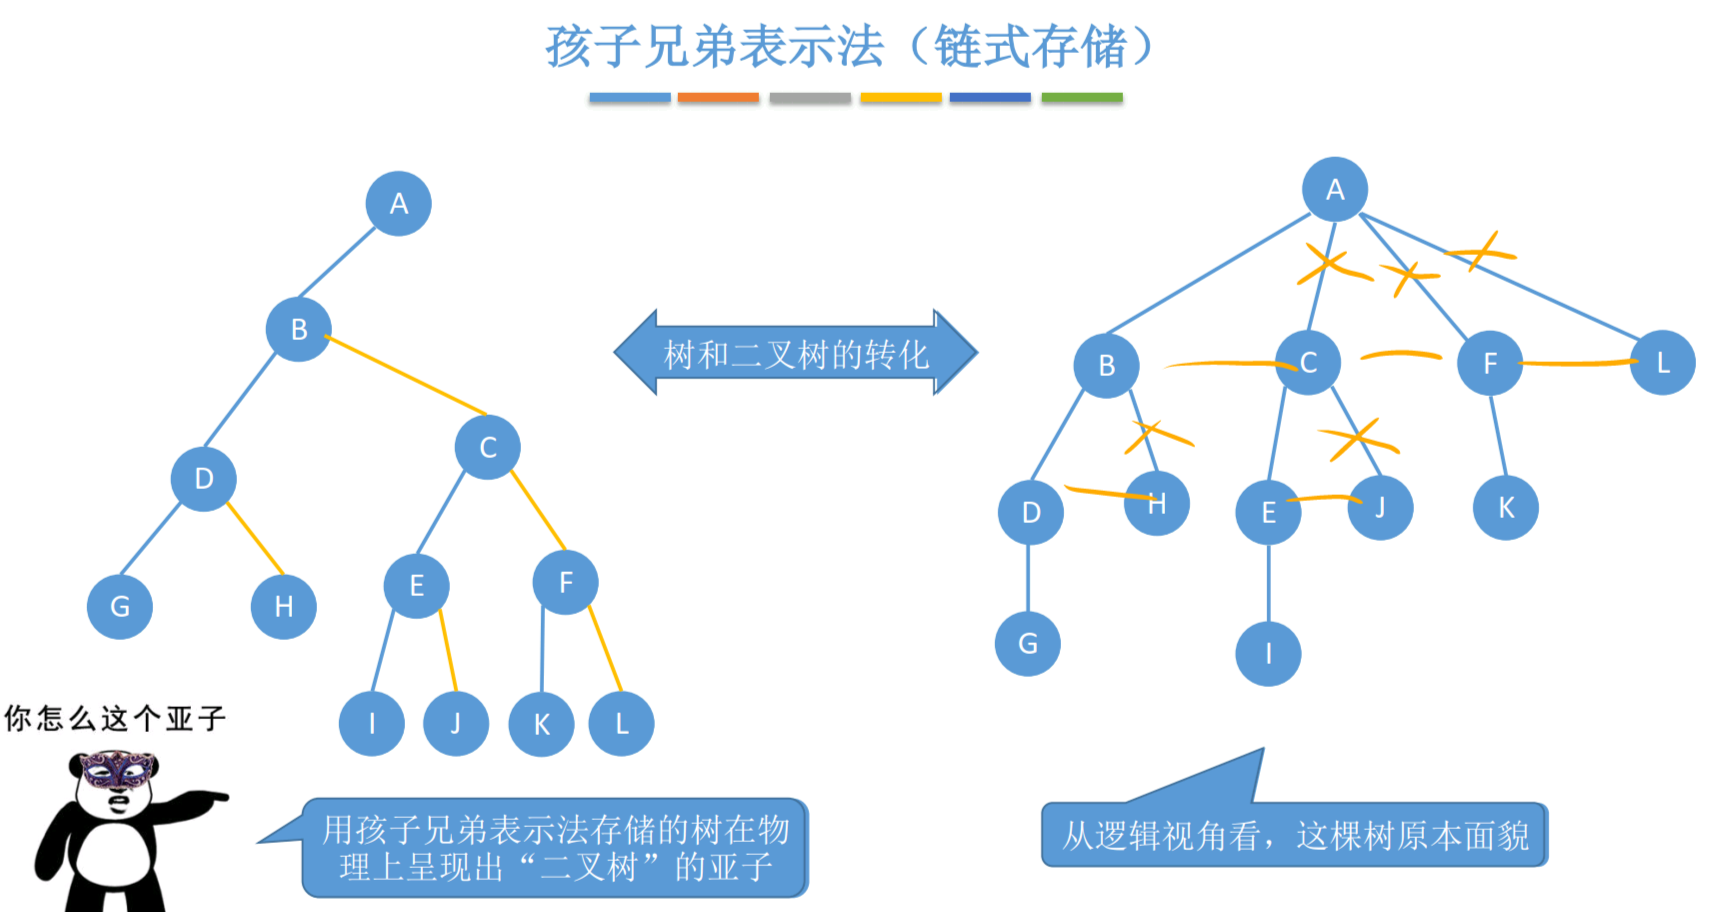 孩子兄弟表示法（链式存储）
A
B
C
D
E
F
G
H
I
J
K
L
树和二叉树的转化
A
B
C
F
L
D
H
E
J
K
G
I
你怎么这个亚子
用孩子兄弟表示法存储的树在物
理上呈现出“二叉树”的亚子
从逻辑视角看，这棵树原本面貌